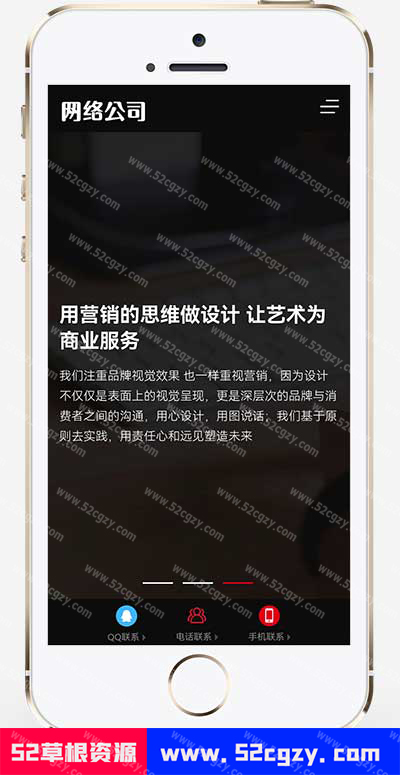 网络公司
用营销的思维做设计 让艺术为
商业服务
我们注重品牌视觉效果 也一样重视营销，因为设计
不仅仅是表面上的视觉呈现，更是深层次的品牌与消
费者之间的沟通，用心设计，用图说话；我们基于原
则去实践，用责任心和远见塑造未来
QQ联系 ›
电话联系 ›
手机联系 ›
52草根资源
www.52cgzy.com
www.52cgzy.com